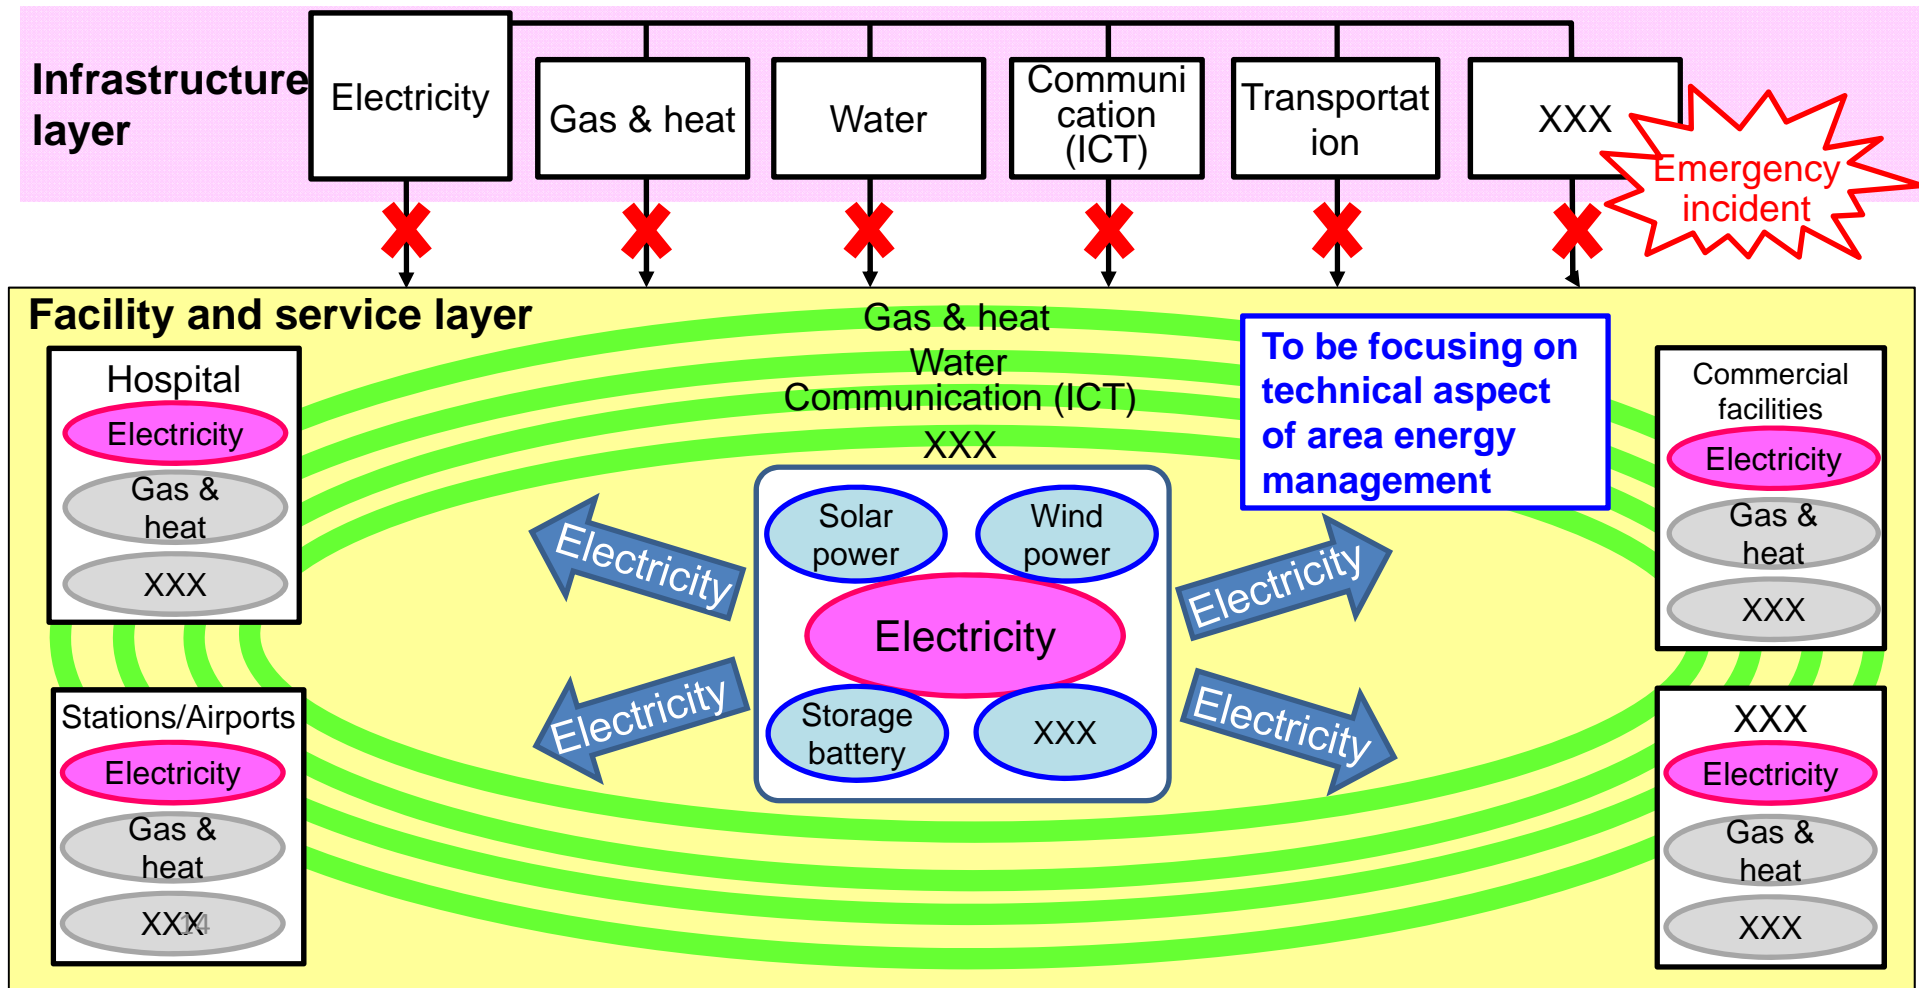 Infrastructure
layer
Electricity
Gas & heat
Water
Communi
cation
(ICT)
Transportat
ion
XXX
Emergency
incident
Facility and service layer
Gas & heat
Water
Communication (ICT)
XXX
To be focusing on
technical aspect
of area energy
management
Hospital
Electricity
Gas &
heat
XXX
Stations/Airports
Electricity
Gas &
heat
XXX
14
Electricity
Electricity
Solar
power
Wind
power
Electricity
Storage
battery
XXX
Electricity
Electricity
Commercial
facilities
Electricity
Gas &
heat
XXX
XXX
Electricity
Gas &
heat
XXX